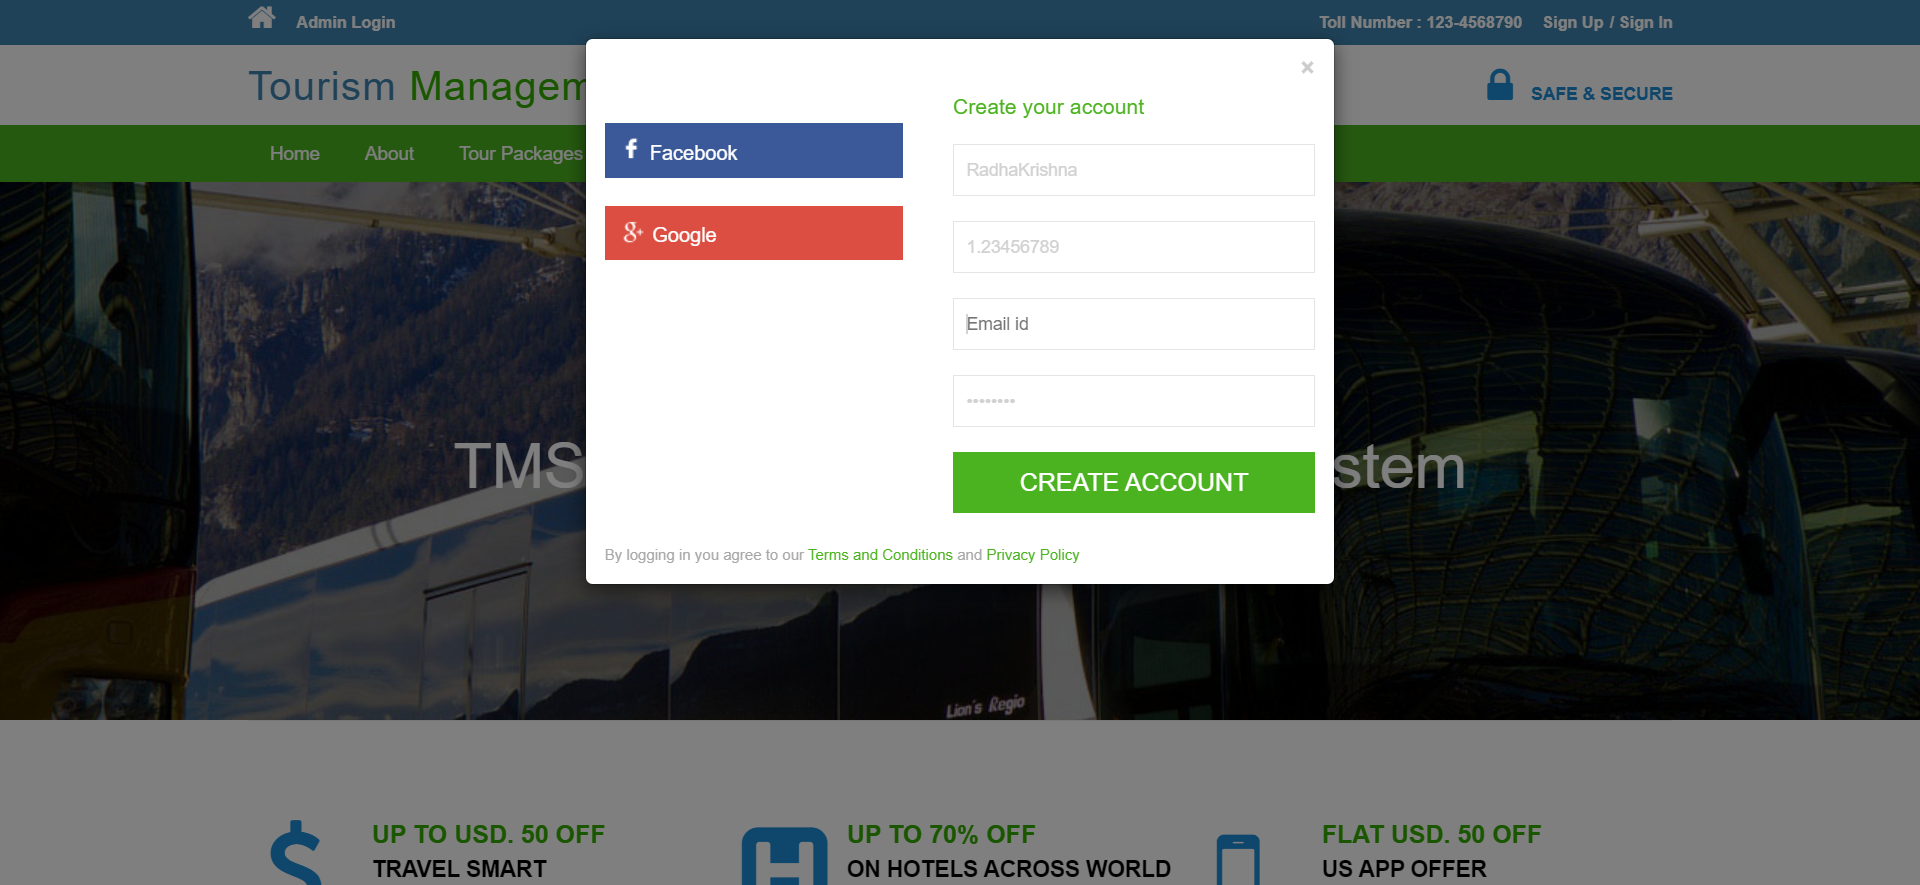 Admin Login
Toll Number : 123-4568790 Sign Up / Sign In
Tourism Managem
SAFE & SECURE
Home About Tour Packages
×
Create your account
Facebook
Google
RadhaKrishna
1.23456789
Email id
••••••••
CREATE ACCOUNT
By logging in you agree to our Terms and Conditions and Privacy Policy
TMS stem
Lion's Regio
UP TO USD. 50 OFF
TRAVEL SMART
UP TO 70% OFF
ON HOTELS ACROSS WORLD
FLAT USD. 50 OFF
US APP OFFER